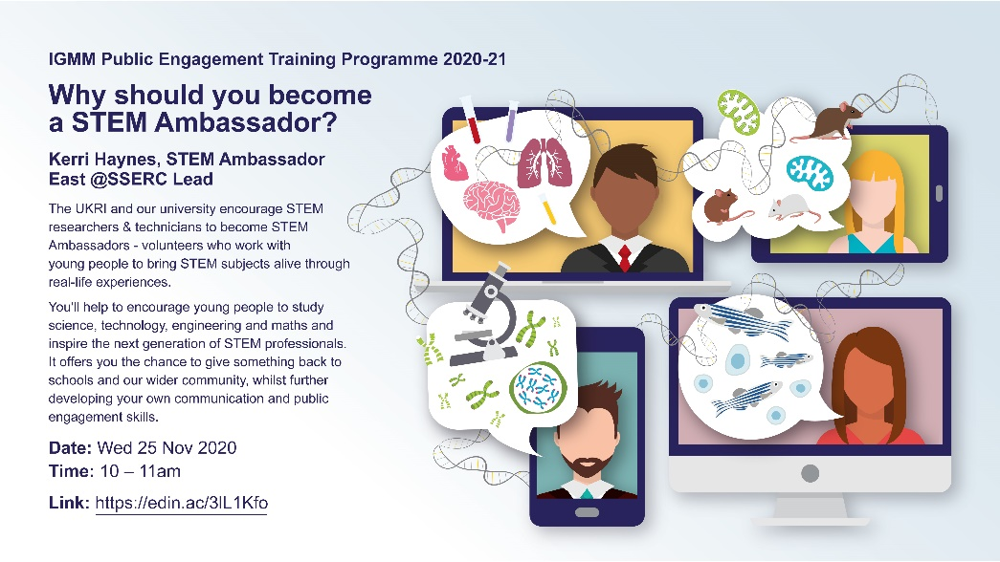 IGMM Public Engagement Training Programme 2020-21
Why should you become
a STEM Ambassador?
Kerri Haynes, STEM Ambassador
East @SSERC Lead
The UKRI and our university encourage STEM
researchers & technicians to become STEM
Ambassadors - volunteers who work with
young people to bring STEM subjects alive through
real-life experiences.
You'll help to encourage young people to study
science, technology, engineering and maths and
inspire the next generation of STEM professionals.
It offers you the chance to give something back to
schools and our wider community, whilst further
developing your own communication and public
engagement skills.
Date: Wed 25 Nov 2020
Time: 10 – 11am
Link: https://edin.ac/3lL1Kfo